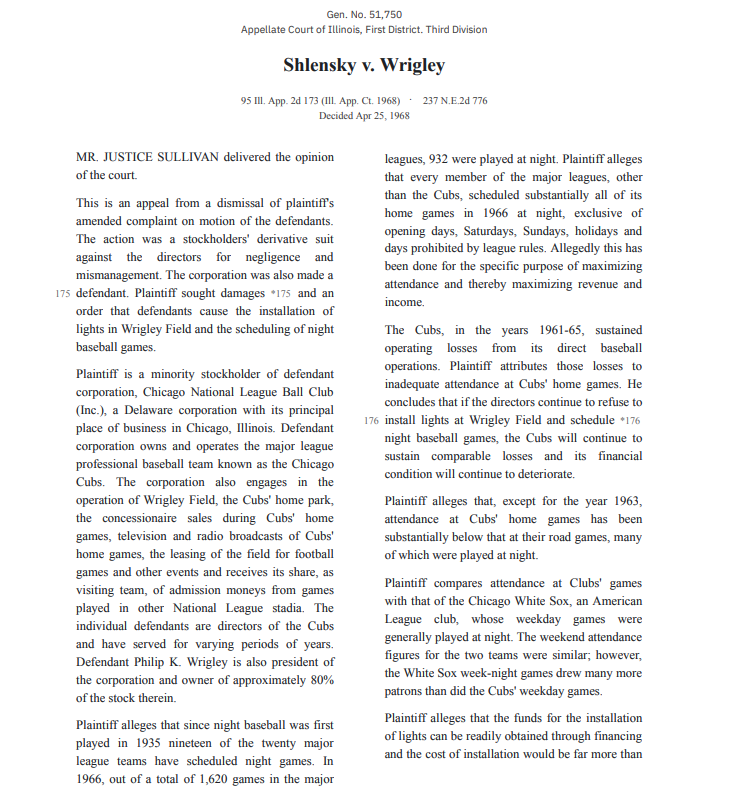 Gen. No. 51,750
Appellate Court of Illinois, First District. Third Division
Shlensky v. Wrigley
95 Ill. App. 2d 173 (Ill. App. Ct. 1968) · 237 N.E.2d 776
Decided Apr 25, 1968
MR. JUSTICE SULLIVAN delivered the opinion
of the court.
This is an appeal from a dismissal of plaintiff's
amended complaint on motion of the defendants.
The action was a stockholders' derivative suit
against the directors for negligence and
mismanagement. The corporation was also made a
175 defendant. Plaintiff sought damages *175 and an
order that defendants cause the installation of
lights in Wrigley Field and the scheduling of night
baseball games.
Plaintiff is a minority stockholder of defendant
corporation, Chicago National League Ball Club
(Inc.), a Delaware corporation with its principal
place of business in Chicago, Illinois. Defendant
corporation owns and operates the major league
professional baseball team known as the Chicago
Cubs. The corporation also engages in the
operation of Wrigley Field, the Cubs' home park,
the concessionaire sales during Cubs' home
games, television and radio broadcasts of Cubs'
home games, the leasing of the field for football
games and other events and receives its share, as
visiting team, of admission moneys from games
played in other National League stadia. The
individual defendants are directors of the Cubs
and have served for varying periods of years.
Defendant Philip K. Wrigley is also president of
the corporation and owner of approximately 80%
of the stock therein.
Plaintiff alleges that since night baseball was first
played in 1935 nineteen of the twenty major
league teams have scheduled night games. In
1966, out of a total of 1,620 games in the major
leagues, 932 were played at night. Plaintiff alleges
that every member of the major leagues, other
than the Cubs, scheduled substantially all of its
home games in 1966 at night, exclusive of
opening days, Saturdays, Sundays, holidays and
days prohibited by league rules. Allegedly this has
been done for the specific purpose of maximizing
attendance and thereby maximizing revenue and
income.
The Cubs, in the years 1961-65, sustained
operating losses from its direct baseball
operations. Plaintiff attributes those losses to
inadequate attendance at Cubs' home games. He
concludes that if the directors continue to refuse to
176 install lights at Wrigley Field and schedule *176
night baseball games, the Cubs will continue to
sustain comparable losses and its financial
condition will continue to deteriorate.
Plaintiff alleges that, except for the year 1963,
attendance at Cubs' home games has been
substantially below that at their road games, many
of which were played at night.
Plaintiff compares attendance at Clubs' games
with that of the Chicago White Sox, an American
League club, whose weekday games were
generally played at night. The weekend attendance
figures for the two teams were similar; however,
the White Sox week-night games drew many more
patrons than did the Cubs' weekday games.
Plaintiff alleges that the funds for the installation
of lights can be readily obtained through financing
and the cost of installation would be far more than